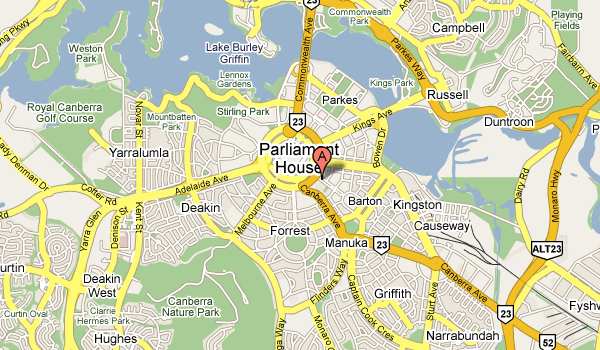 23
Commonwealth
Park
Campbell
Playing
Fields
Weston
Park
Lake Burley
Griffin
Commonwealth Ave
Parkes Way
Fairbairn Ave
Lennox
Gardens
Kings Park
Russell
Parkes
Royal Canberra
Golf Course
Novar St
Mountbatten
Park
Stirling Park
23
Kings Ave
Duntroon
Yarralumla
Parliament
House
A
Bowen Dr
Lady Denman Dr
Cotter Rd
Adelaide Ave
Dairy Rd
Monaro Hwy
Melbourne Ave
Canberra Ave
Barton
Kingston
Deakin
Yarra Glen
Denison St
Kent St
Forrest
Manuka
23
Causeway
ALT23
Curtin
Deakin
West
Canberra
Nature Park
Flinders Way
Captain Cook Cres
Griffith
Sturt Ave
Canberra Ave
23
23
Fyshw
Curtin Oval
Clarrie
Hermes Park
Hughes
Narrabundah
52